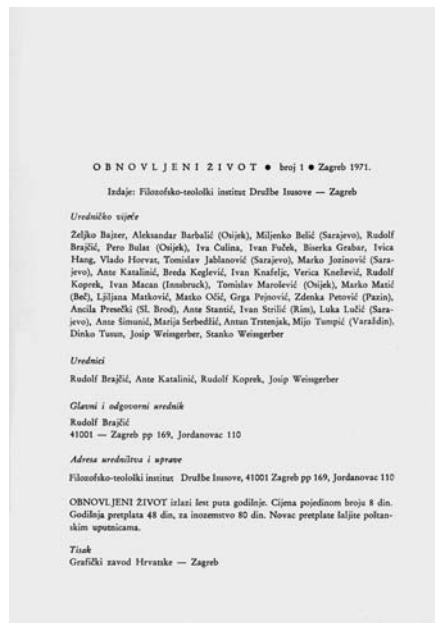 OBNOVLJENI ŽIVOT ● broj 1 ● Zagreb 1971.
Izdaje: Filozofsko-teološki institut Družbe Isusove — Zagreb
Uredničko vijeće
Željko Bajzer, Aleksandar Barbalić (Osijek), Miljenko Belić (Sarajevo), Rudolf
Brajčić, Pero Bulat (Osijek), Iva Ćulina, Ivan Fuček, Biserka Grabar, Ivica
Hang, Vlado Horvat, Tomislav Jablanović (Sarajevo), Marko Jozinović (Sara-
jevo), Ante Katalinić, Breda Keglević, Ivan Knafeljc, Verica Knežević, Rudolf
Koprek, Ivan Macan (Innsbruck), Tomislav Marošević (Osijek), Marko Matić
(Beč), Ljiljana Matković, Matko Očić, Grga Pejnović, Zdenka Petović (Pazin),
Ancila Presečki (Sl. Brod), Ante Stantić, Ivan Strilić (Rim), Luka Lučić (Sara-
jevo), Ante Šimunić, Marija Šerbedžić, Antun Trstenjak, Mijo Tumpić (Varaždin),
Dinko Tusun, Josip Weissgerber, Stanko Weissgerber
Urednici
Rudolf Brajčić, Ante Katalinić, Rudolf Koprek, Josip Weissgerber
Glavni i odgovorni urednik
Rudolf Brajčić
41001 — Zagreb pp 169, Jordanovac 110
Adresa uredništva i uprave
Filozofsko-teološki institut Družbe Isusove, 41001 Zagreb pp 169, Jordanovac 110
OBNOVLJENI ŽIVOT izlazi šest puta godišnje. Cijena pojedinom broju 8 din.
Godišnja pretplata 48 din, za inozemstvo 80 din. Novac pretplate šaljite poštan-
skim uputnicama.
Tisak
Grafički zavod Hrvatske — Zagreb